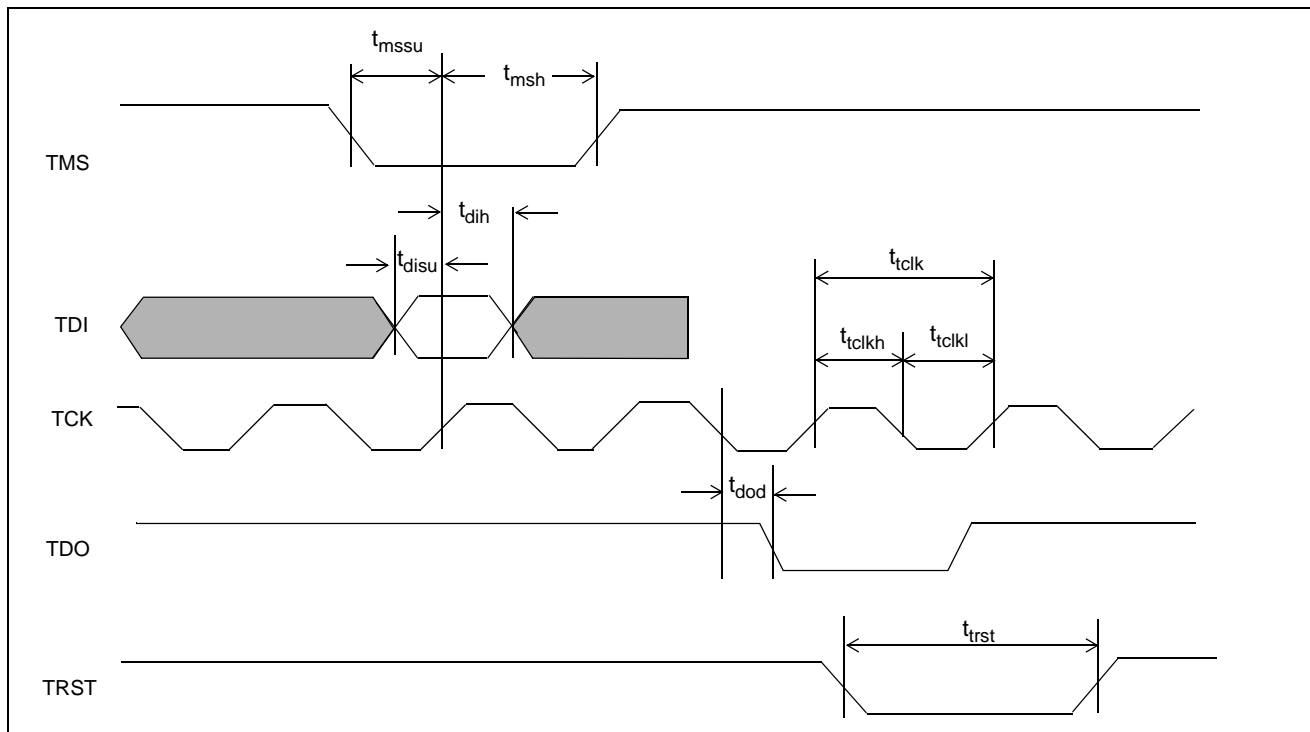 tmssu
tmsh
TMS
tdih
tdisu
ttclk
TDI
ttclkh
ttclkl
TCK
tdod
TDO
ttrst
TRST